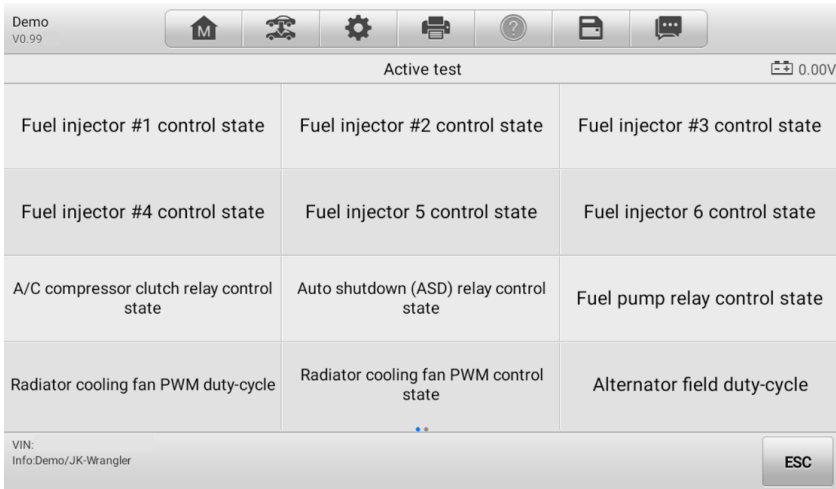 Demo
V0.99
M
?
Active test
0.00V
Fuel injector #1 control state
Fuel injector #2 control state
Fuel injector #3 control state
Fuel injector #4 control state
Fuel injector 5 control state
Fuel injector 6 control state
A/C compressor clutch relay control
state
Auto shutdown (ASD) relay control
state
Fuel pump relay control state
Radiator cooling fan PWM duty-cycle
Radiator cooling fan PWM control
state
Alternator field duty-cycle
VIN:
Info:Demo/JK-Wrangler
ESC